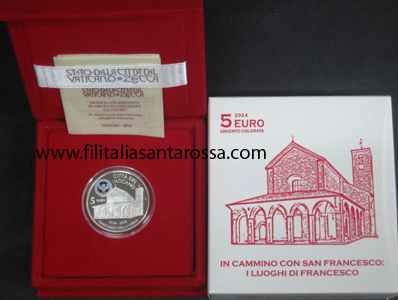 STATO DELLA CITTÀ DEL
VATICANO ZECCA
STATO DELLA CITTÀ DEL
VATICANO ZECCA
www.filitaliasantarossa.com
CITTÀ DEL
VATICANO
5
EURO
5 EURO
2024
ARGENTO COLORATA
IN CAMMINO CON SAN FRANCESCO:
I LUOGHI DI FRANCESCO